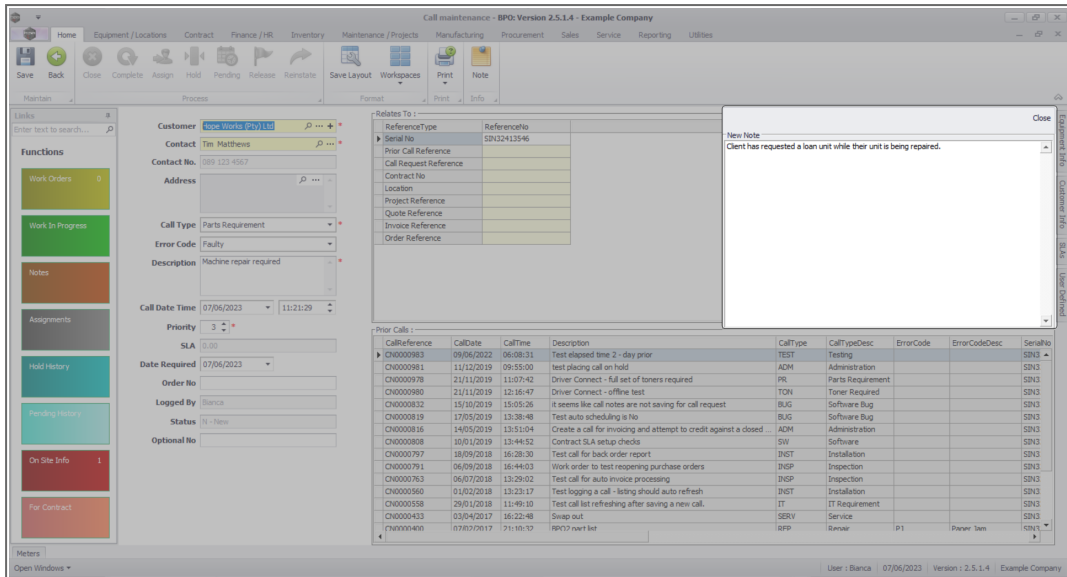 Call maintenance - BPO: Version 2.5.1.4 - Example Company
Home Equipment / Locations Contract Finance / HR Inventory Maintenance / Projects Manufacturing Procurement Sales Service Reporting Utilities
Save Back Close Complete Assign Hold Pending Release Reinstate Save Layout Workspaces Print Note
Maintain Process Format Print Info
Links
Enter text to search...
Functions
Work Orders 0
Work In Progress
Notes
Assignments
Hold History
Pending History
On Site Info 1
For Contract
Customer Hope Works (Pty) Ltd *
Contact Tim Matthews *
Contact No. 089 123 4567
Address
Call Type Parts Requirement *
Error Code Faulty
Description Machine repair required *
Call Date Time 07/06/2023 11:21:29
Priority 3 *
SLA 0.00
Date Required 07/06/2023
Order No
Logged By Bianca
Status N - New
Optional No
Relates To :
ReferenceType ReferenceNo
Serial No SIN32413546
Prior Call Reference
Call Request Reference
Contract No
Location
Project Reference
Quote Reference
Invoice Reference
Order Reference
Close
New Note
Client has requested a loan unit while their unit is being repaired.
Equipment Info
Customer Info
SLAs
User Defined
Prior Calls :
CallReference CallDate CallTime Description CallType CallTypeDesc ErrorCode ErrorCodeDesc SerialNo
CN0000983 09/06/2022 06:08:31 Test elapsed time 2 - day prior TEST Testing SIN3
CN0000981 11/12/2019 09:55:00 test placing call on hold ADM Administration SIN3
CN0000978 21/11/2019 11:07:42 Driver Connect - full set of toners required PR Parts Requirement SIN3
CN0000980 21/11/2019 12:16:47 Driver Connect - offline test TON Toner Required SIN3
CN0000832 15/10/2019 15:05:26 it seems like call notes are not saving for call request BUG Software Bug SIN3
CN0000819 17/05/2019 13:38:48 Test auto scheduling is No BUG Software Bug SIN3
CN0000816 14/05/2019 13:51:04 Create a call for invoicing and attempt to credit against a closed ... ADM Administration SIN3
CN0000808 10/01/2019 13:44:52 Contract SLA setup checks SW Software SIN3
CN0000797 18/09/2018 16:28:30 Test call for back order report INST Installation SIN3
CN0000791 06/09/2018 16:44:03 Work order to test reopening purchase orders INSP Inspection SIN3
CN0000763 06/07/2018 13:29:02 Test call for auto invoice processing INSP Inspection SIN3
CN0000560 01/02/2018 13:23:17 Test logging a call - listing should auto refresh INST Installation SIN3
CN0000558 29/01/2018 11:49:10 Test call list refreshing after saving a new call. IT IT Requirement SIN3
CN0000433 03/04/2017 16:22:48 Swap out SERV Service SIN3
CN0000400 07/02/2017 21:10:32 BPO2 pact list REP Repair P1 Paper Jam SIN3
Meters
Open Windows User : Bianca 07/06/2023 Version : 2.5.1.4 Example Company